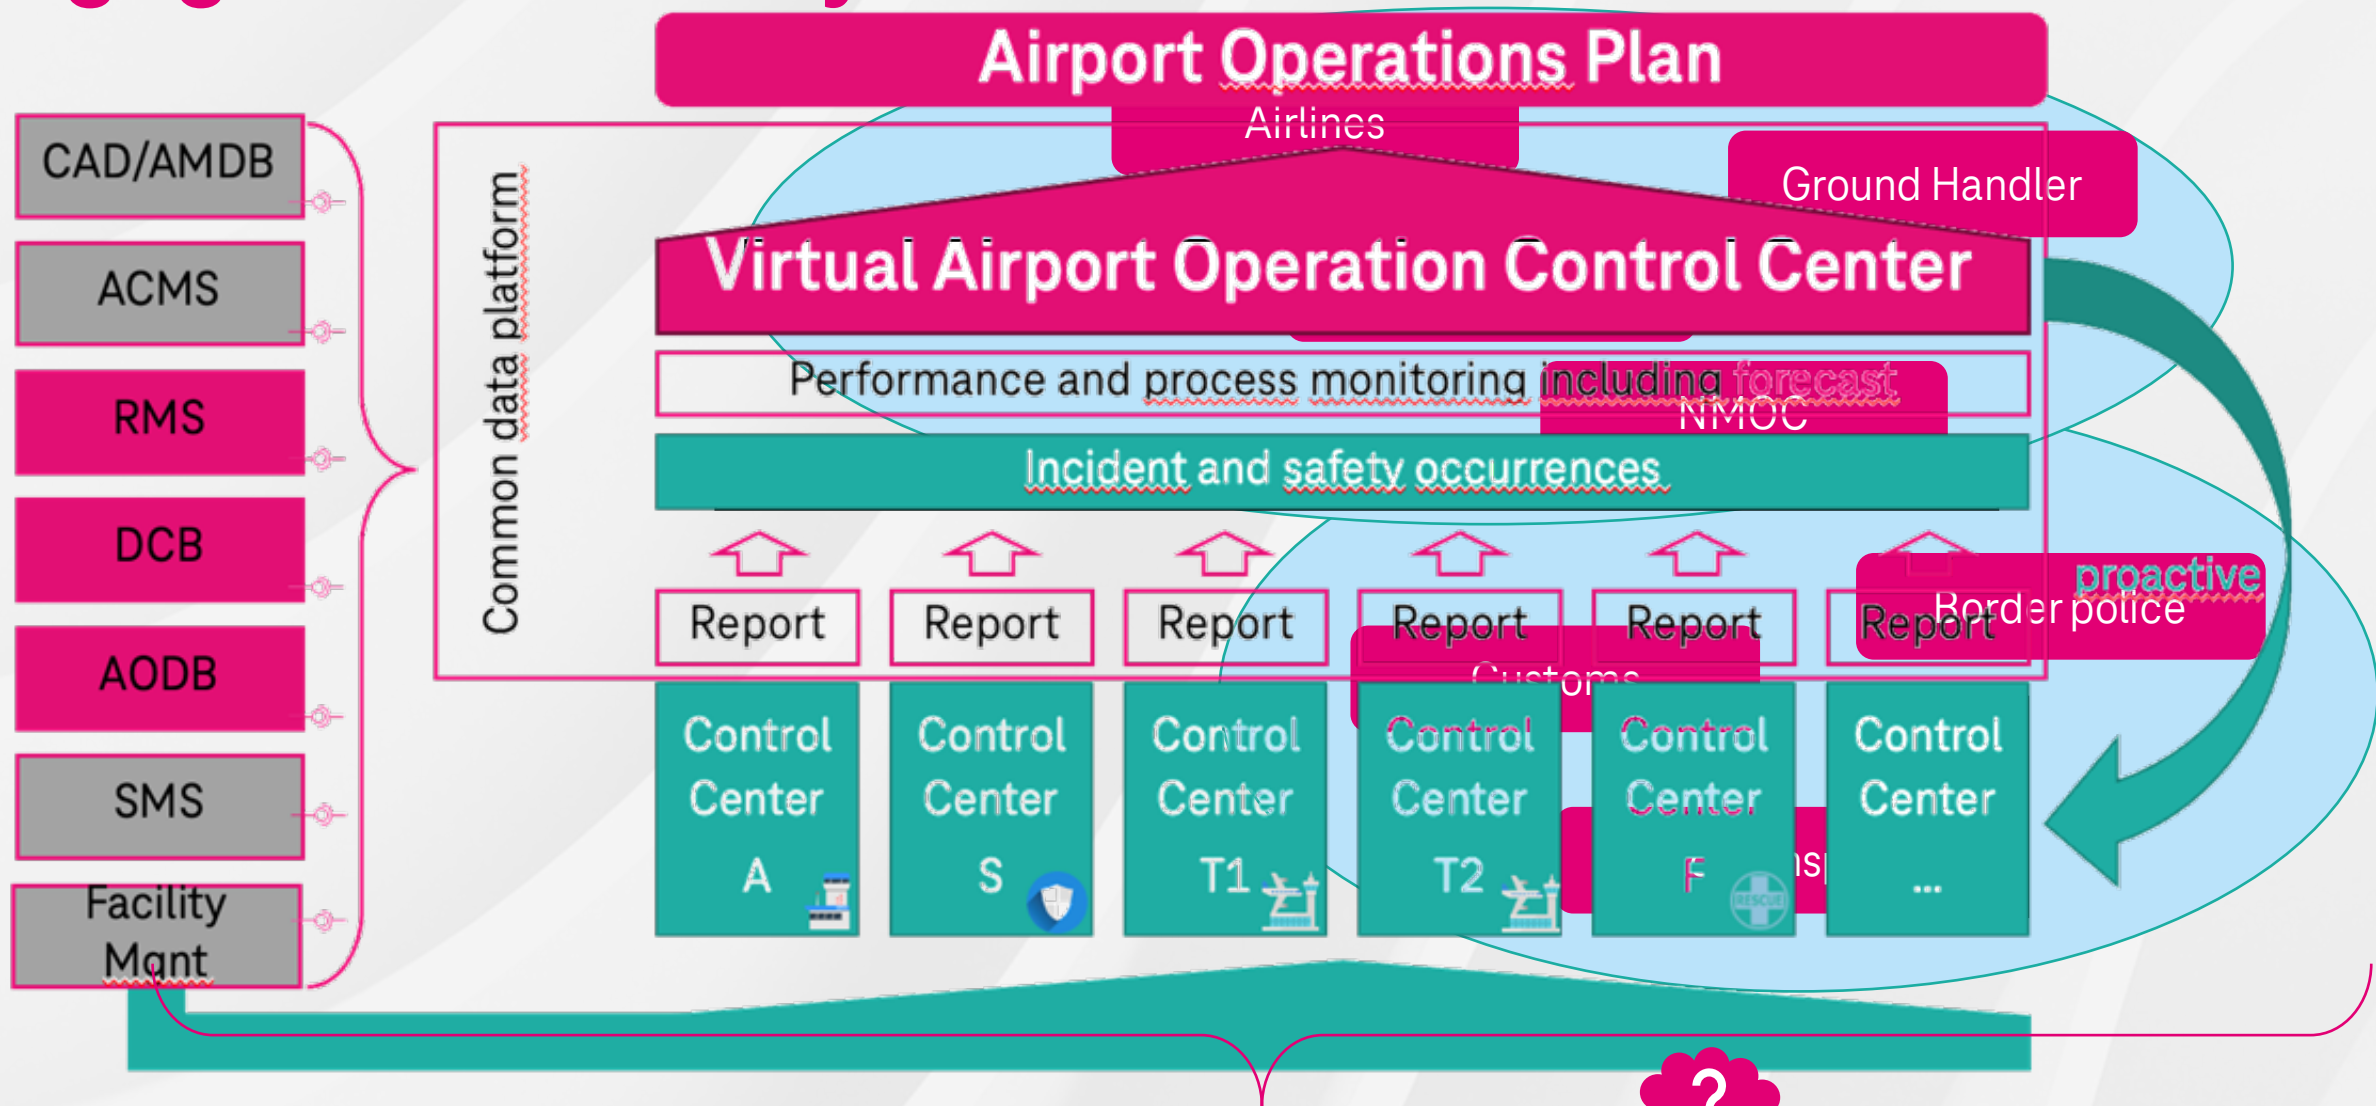 Airport Operations Plan
Airlines
Ground Handler
CAD/AMDB
ACMS
RMS
DCB
AODB
SMS
Facility
Mgnt
Common data platform
Virtual Airport Operation Control Center
Performance and process monitoring including forecast
NMOC
Incident and safety occurrences
proactive
Border police
Report
Report
Report
Report
Report
Report
Customs
Control
Center
A
Control
Center
S
Control
Center
T1
Control
Center
T2
Control
Center
F
RESCUE
Control
Center
...
?